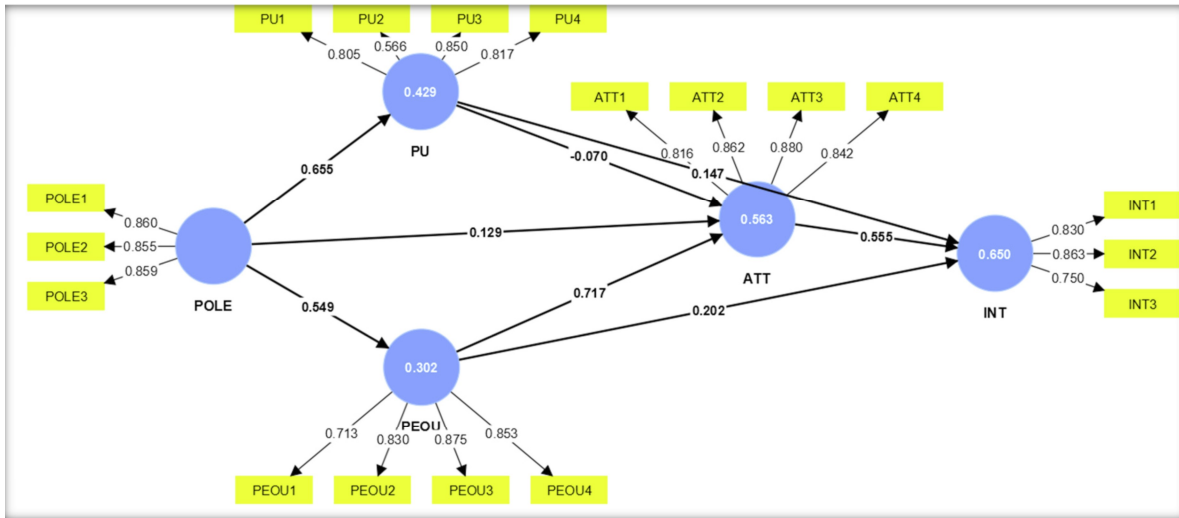 PU1 PU2 PU3 PU4
0.805 0.566 0.850 0.817
0.429
PU
ATT1 ATT2 ATT3 ATT4
0.816 0.862 0.880 0.842
-0.070
0.147
0.655
POLE1
POLE2
POLE3
0.860
0.855
0.859
POLE
0.129
0.563
ATT
0.555
0.650
INT
0.830
0.863
0.750
INT1
INT2
INT3
0.549
0.717
0.202
0.302
PEOU
0.713 0.830 0.875 0.853
PEOU1 PEOU2 PEOU3 PEOU4